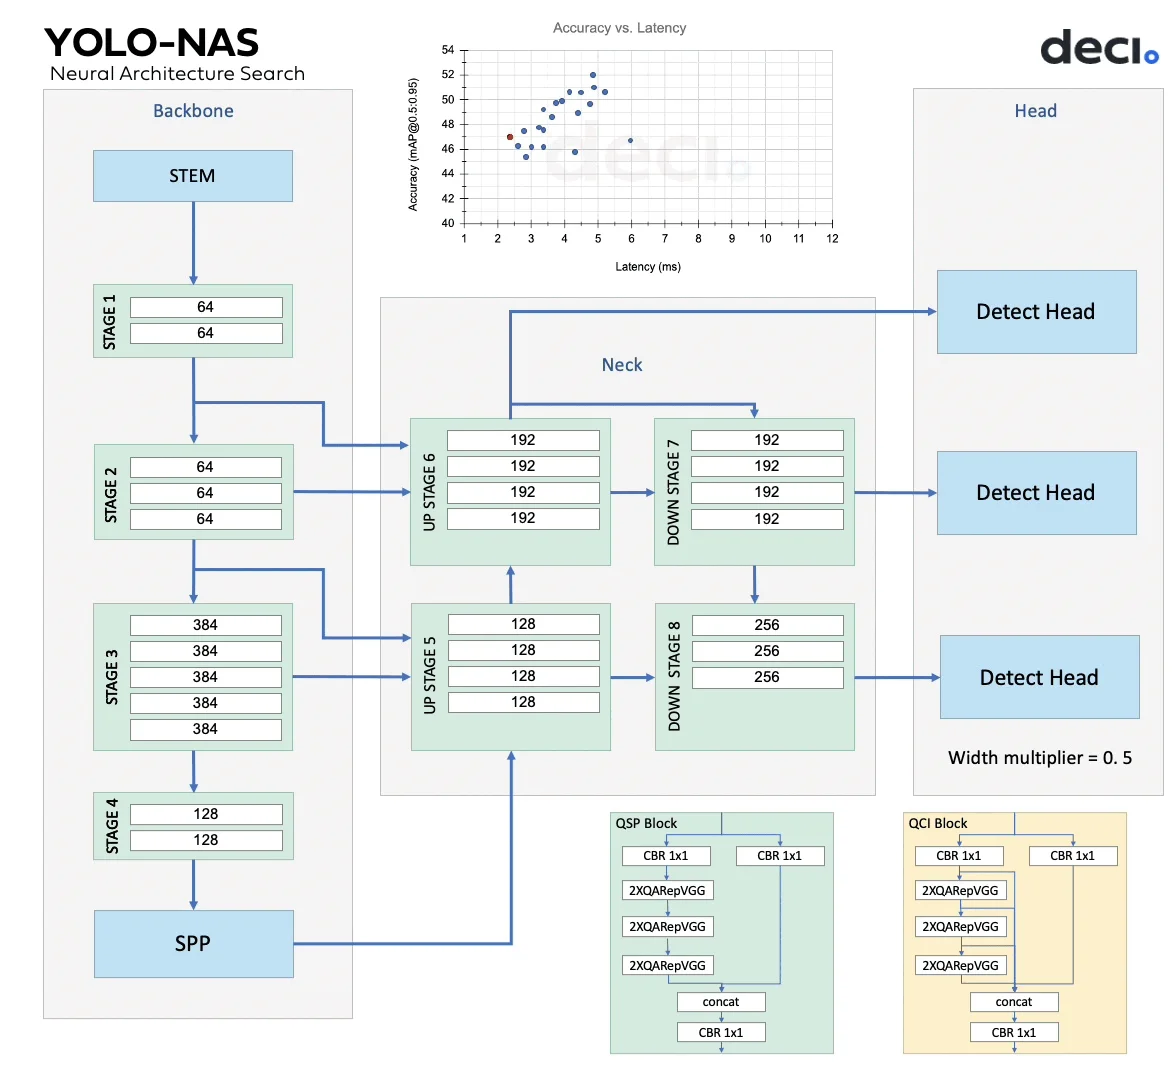 YOLO-NAS
Neural Architecture Search
deci.
Accuracy vs. Latency
Accuracy (mAP@0.5:0.95)
54
52
50
48
46
44
42
40
1 2 3 4 5 6 7 8 9 10 11 12
Latency (ms)
deci.
Backbone
STEM
STAGE 1
64
64
STAGE 2
64
64
64
STAGE 3
384
384
384
384
384
STAGE 4
128
128
SPP
Neck
UP STAGE 6
192
192
192
192
DOWN STAGE 7
192
192
192
192
UP STAGE 5
128
128
128
128
DOWN STAGE 8
256
256
256
Head
Detect Head
Detect Head
Detect Head
Width multiplier = 0. 5
QSP Block
CBR 1x1 CBR 1x1
2XQARepVGG
2XQARepVGG
2XQARepVGG
concat
CBR 1x1
QCI Block
CBR 1x1 CBR 1x1
2XQARepVGG
2XQARepVGG
2XQARepVGG
concat
CBR 1x1